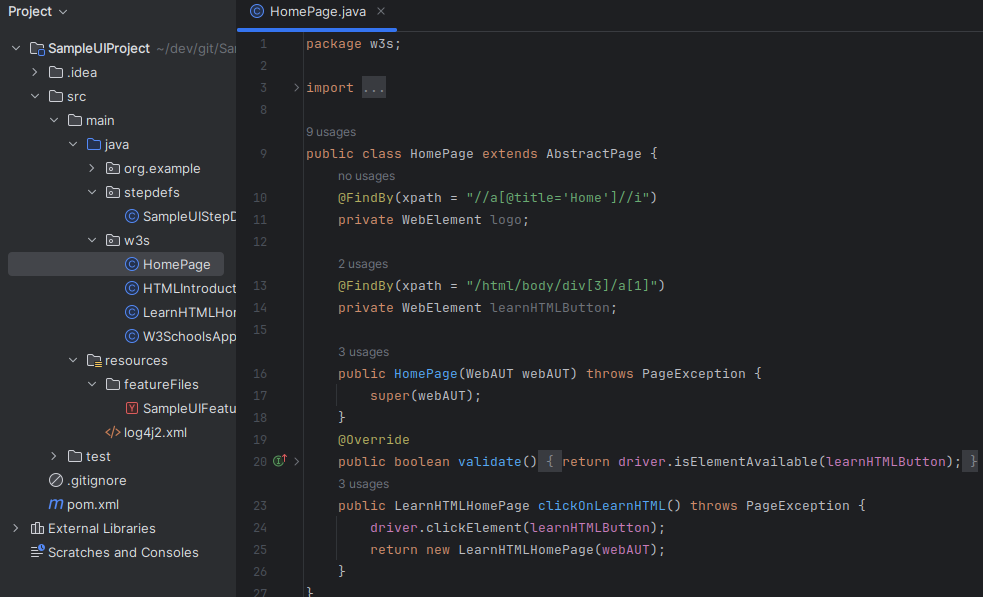 Project
SampleUIProject ~/dev/git/Sa
.idea
src
main
java
org.example
stepdefs
SampleUIStepD
w3s
HomePage
HTMLIntroduct
LearnHTMLHor
W3SchoolsApp
resources
featureFiles
Y SampleUIFeatu
</> log4j2.xml
test
.gitignore
m pom.xml
External Libraries
Scratches and Consoles
C HomePage.java ×
1 package w3s;
2
3 import ...
8
9 usages
9 public class HomePage extends AbstractPage {
no usages
10 @FindBy(xpath = "//a[@title='Home']//i")
11 private WebElement logo;
12
2 usages
13 @FindBy(xpath = "/html/body/div[3]/a[1]")
14 private WebElement learnHTMLButton;
15
3 usages
16 public HomePage(WebAUT webAUT) throws PageException {
17 super(webAUT);
18 }
19 @Override
20 public boolean validate() { return driver.isElementAvailable(learnHTMLButton); }
3 usages
23 public LearnHTMLHomePage clickOnLearnHTML() throws PageException {
24 driver.clickElement(learnHTMLButton);
25 return new LearnHTMLHomePage(webAUT);
26 }
27 }